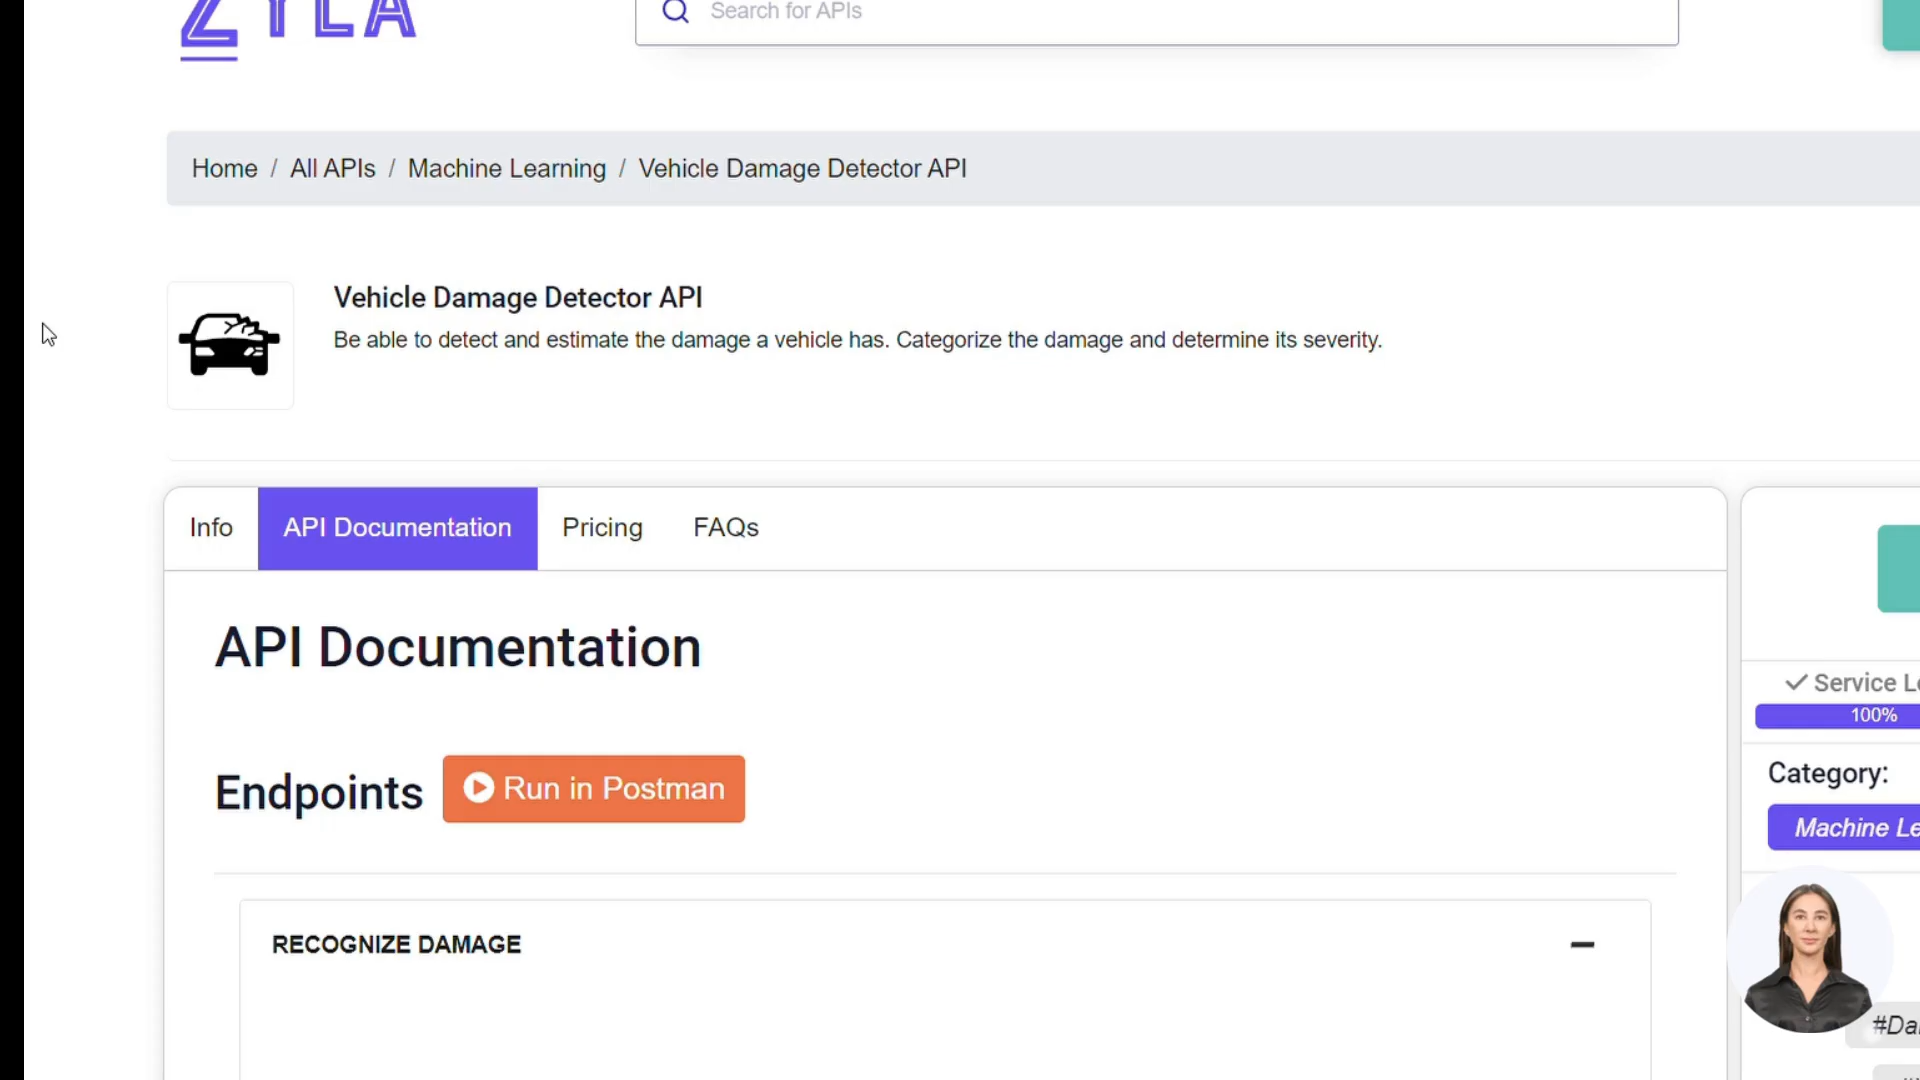 ZYLA
Search for APIs
Home / All APIs / Machine Learning / Vehicle Damage Detector API
Vehicle Damage Detector API
Be able to detect and estimate the damage a vehicle has. Categorize the damage and determine its severity.
Info API Documentation Pricing FAQs
API Documentation
Endpoints Run in Postman
RECOGNIZE DAMAGE
Service
100%
Category:
Machine